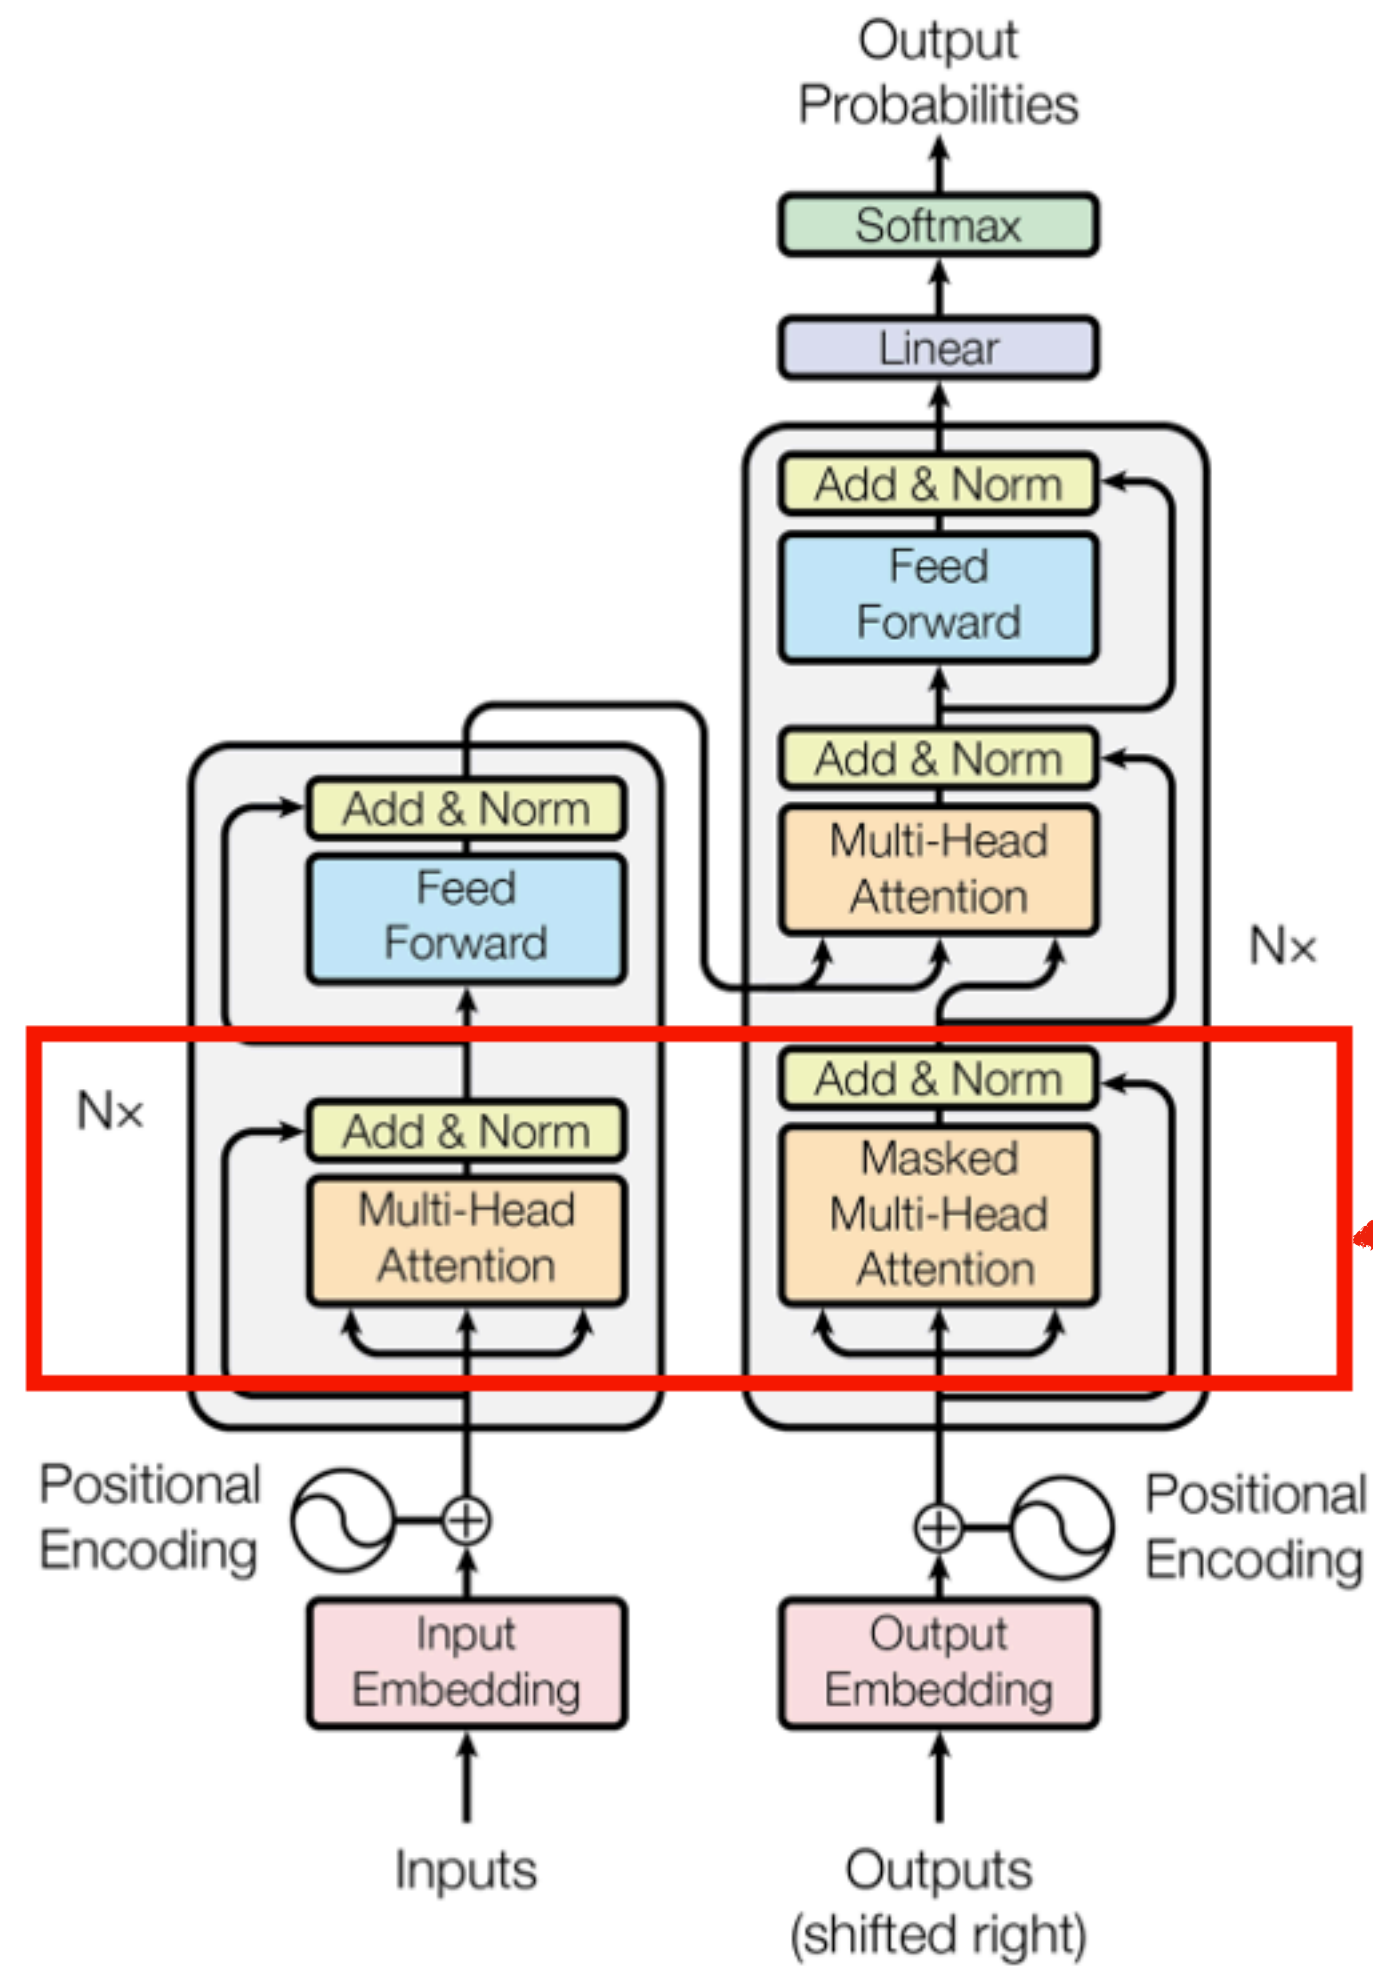 Output
Probabilities
Softmax
Linear
Add & Norm
Feed
Forward
Add & Norm
Multi-Head
Attention
Nx
Add & Norm
Masked
Multi-Head
Attention
Add & Norm
Feed
Forward
Nx
Add & Norm
Multi-Head
Attention
Positional
Encoding
Positional
Encoding
Input
Embedding
Output
Embedding
Inputs
Outputs
(shifted right)